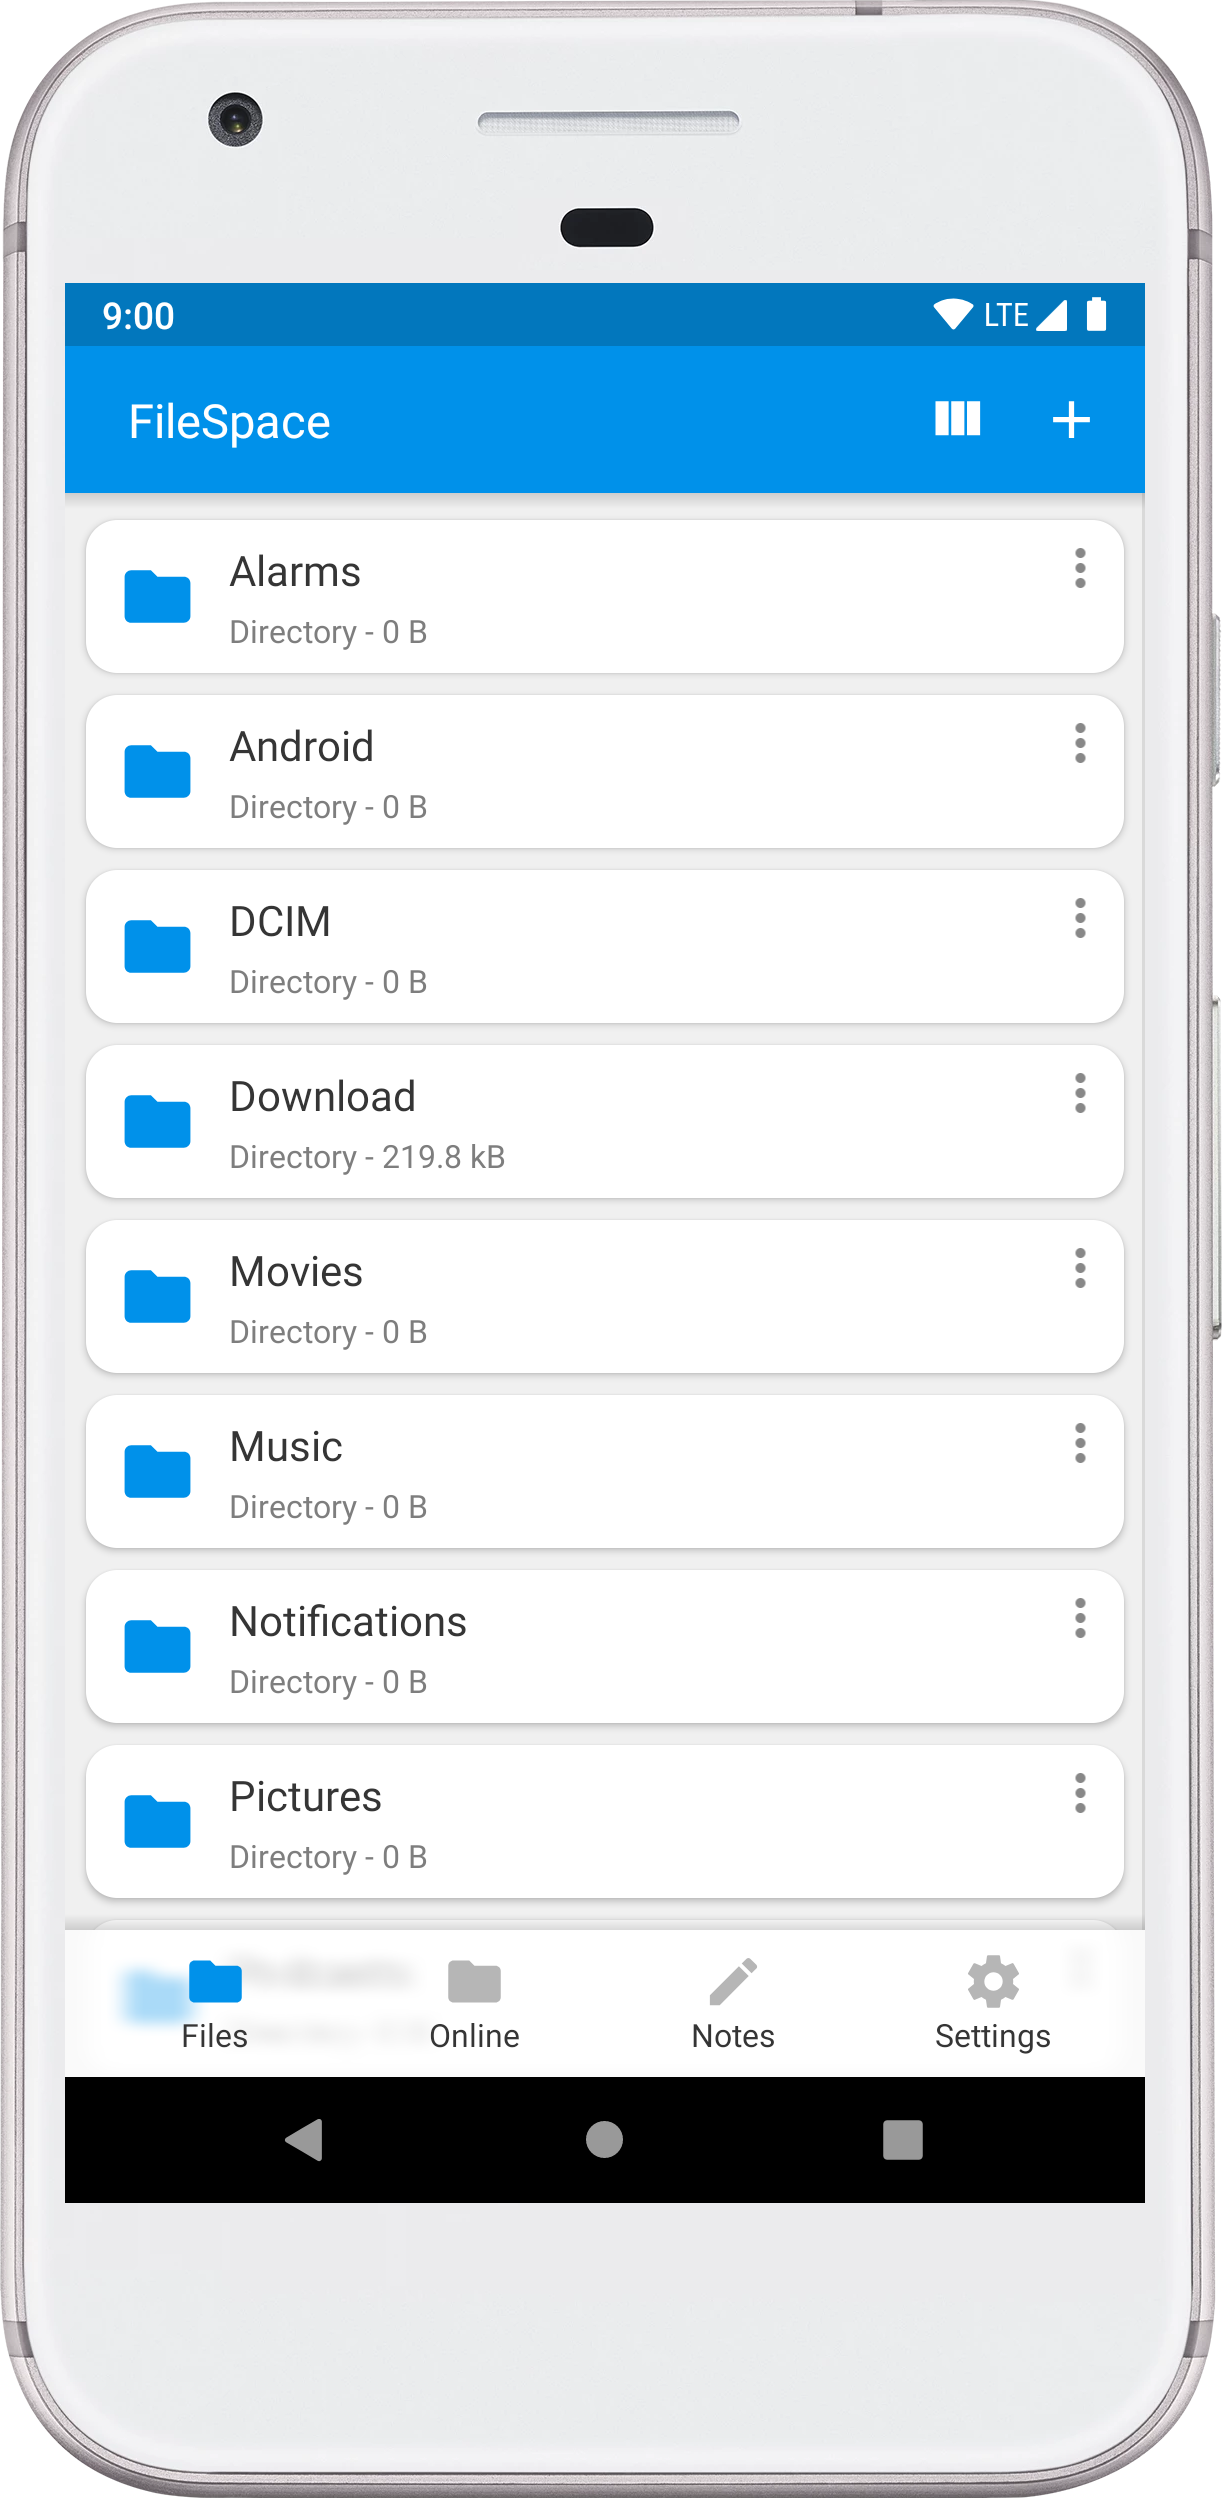 9:00 LTE
FileSpace
Alarms
Directory - 0 B
Android
Directory - 0 B
DCIM
Directory - 0 B
Download
Directory - 219.8 kB
Movies
Directory - 0 B
Music
Directory - 0 B
Notifications
Directory - 0 B
Pictures
Directory - 0 B
Files Online Notes Settings